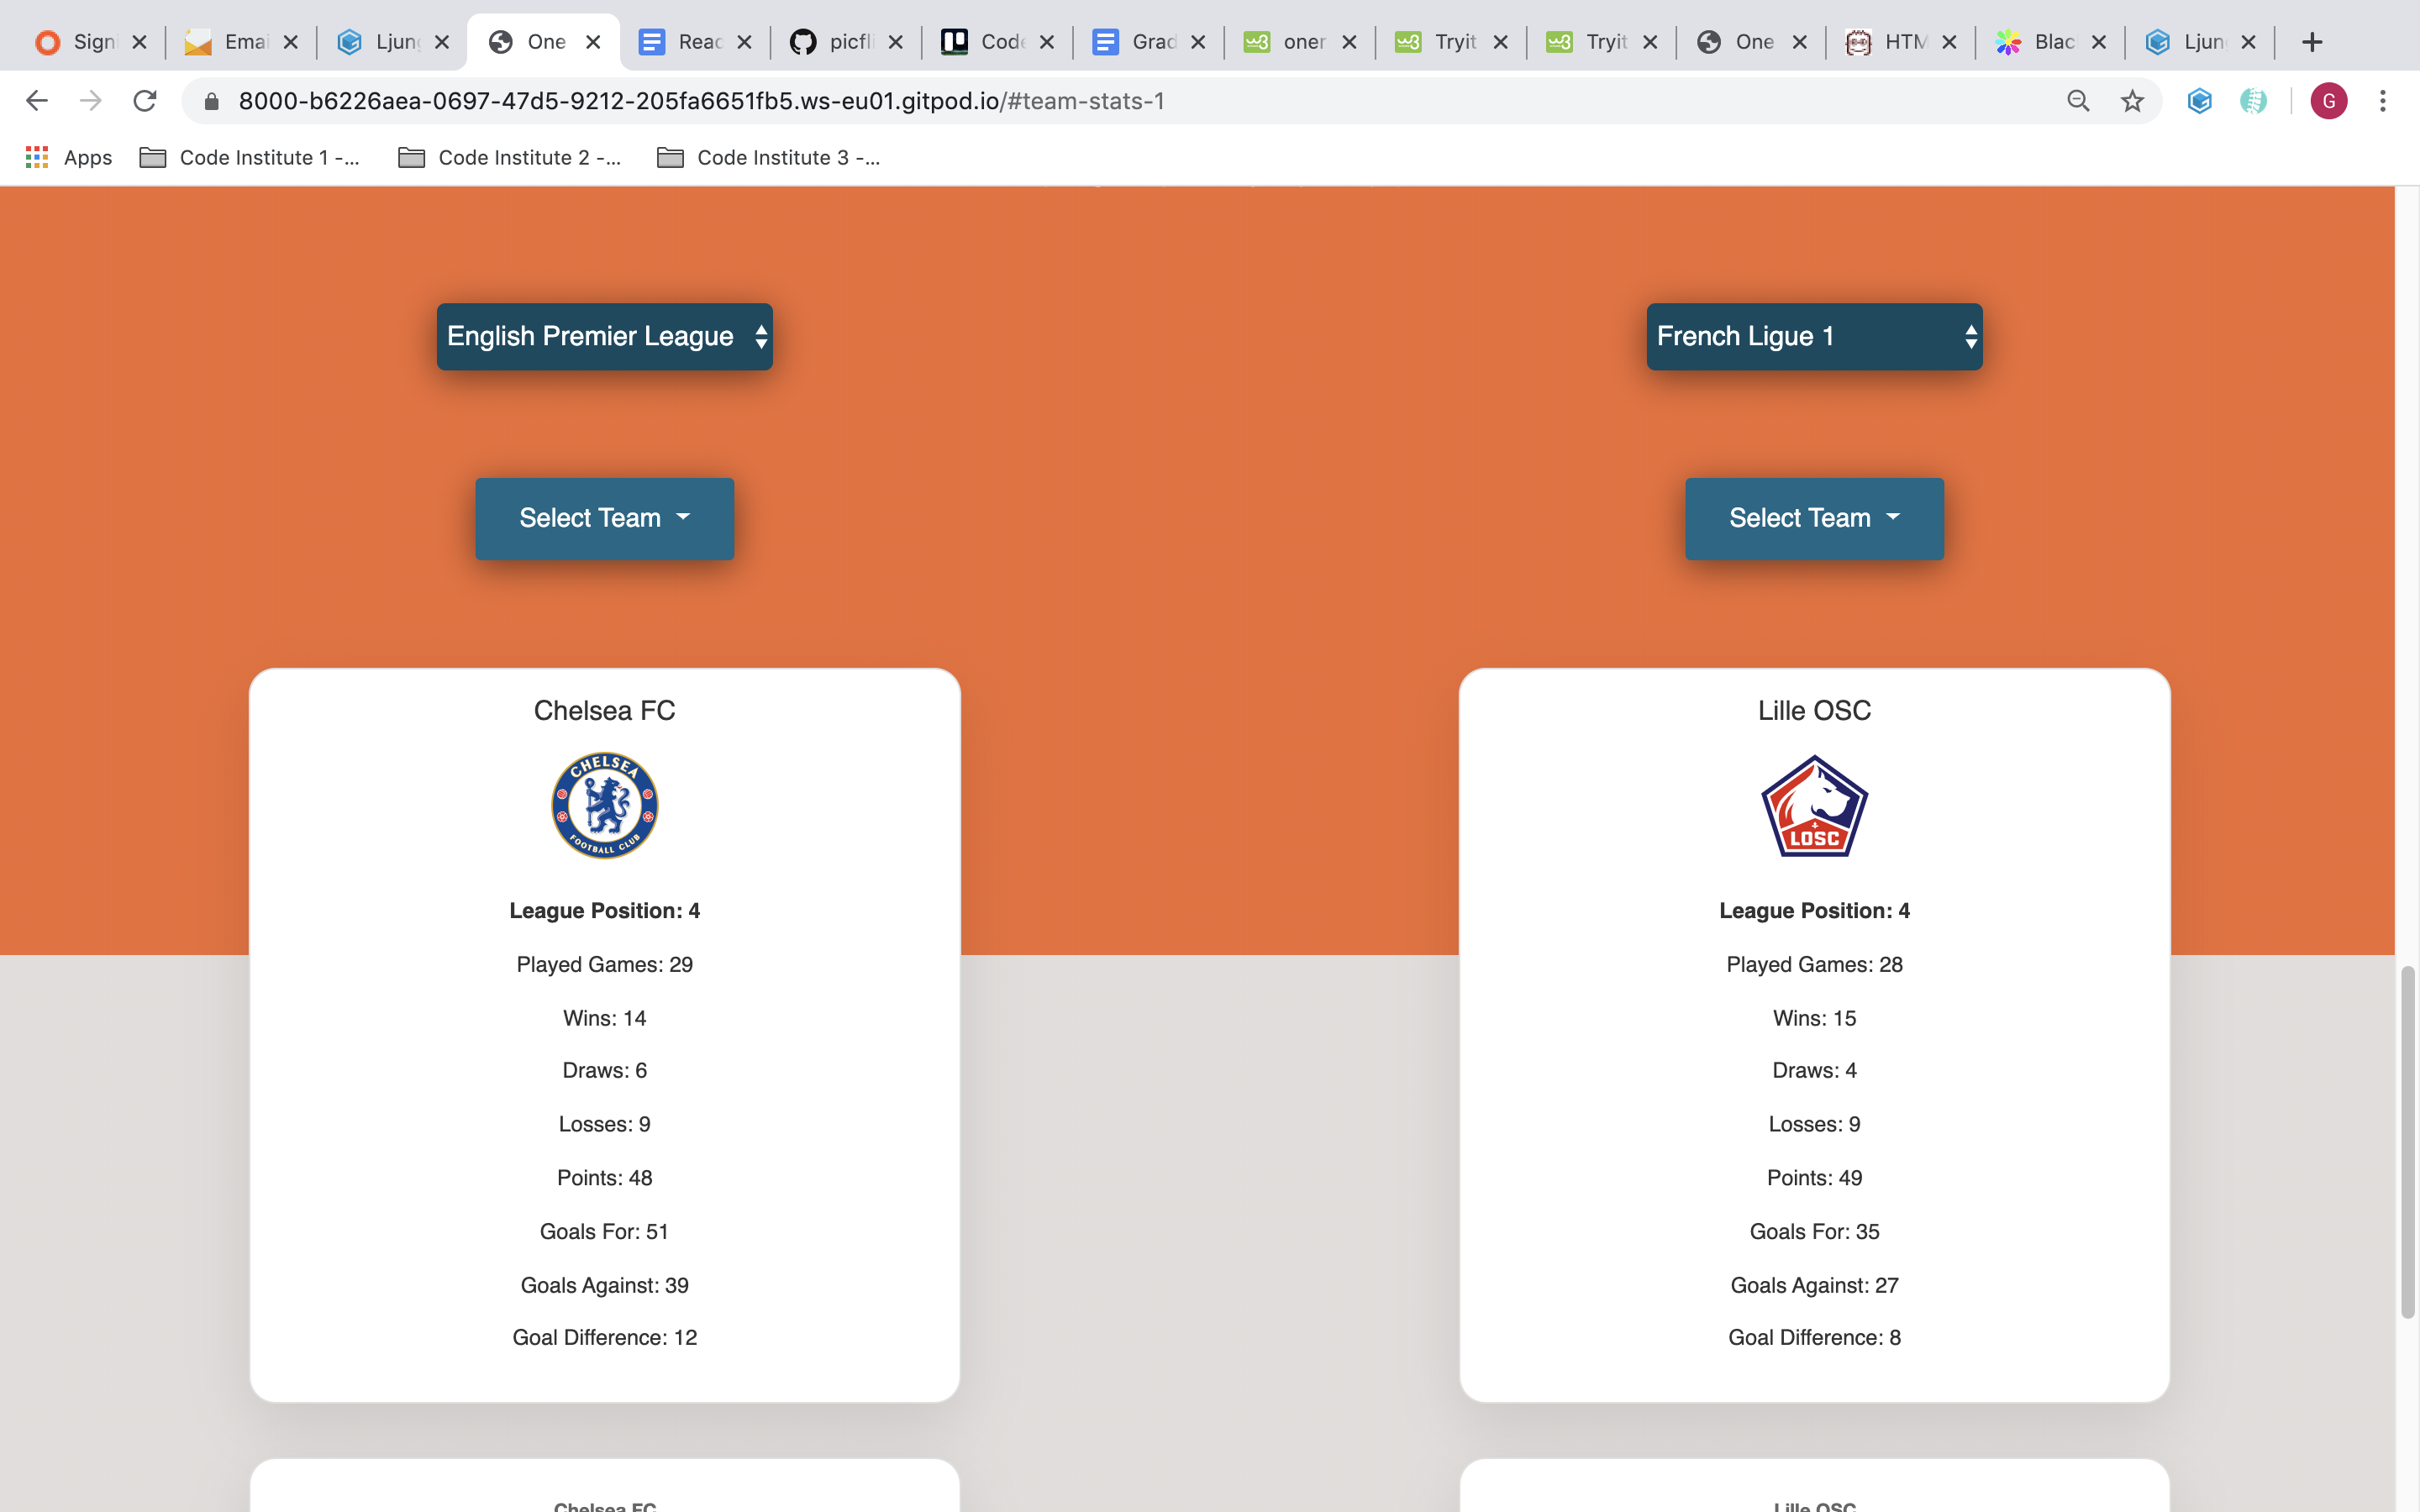 Signi Emai Ljung One Read picfli Code Grad oner Tryit Tryit One HTM Blac Ljun
8000-b6226aea-0697-47d5-9212-205fa6651fb5.ws-eu01.gitpod.io/#team-stats-1
G
Apps Code Institute 1 -... Code Institute 2 -... Code Institute 3 -...
English Premier League
French Ligue 1
Select Team
Select Team
Chelsea FC
CHELSEA
FOOTBALL CLUB
League Position: 4
Played Games: 29
Wins: 14
Draws: 6
Losses: 9
Points: 48
Goals For: 51
Goals Against: 39
Goal Difference: 12
Chelsea FC
Lille OSC
LOSC
League Position: 4
Played Games: 28
Wins: 15
Draws: 4
Losses: 9
Points: 49
Goals For: 35
Goals Against: 27
Goal Difference: 8
Lille OSC